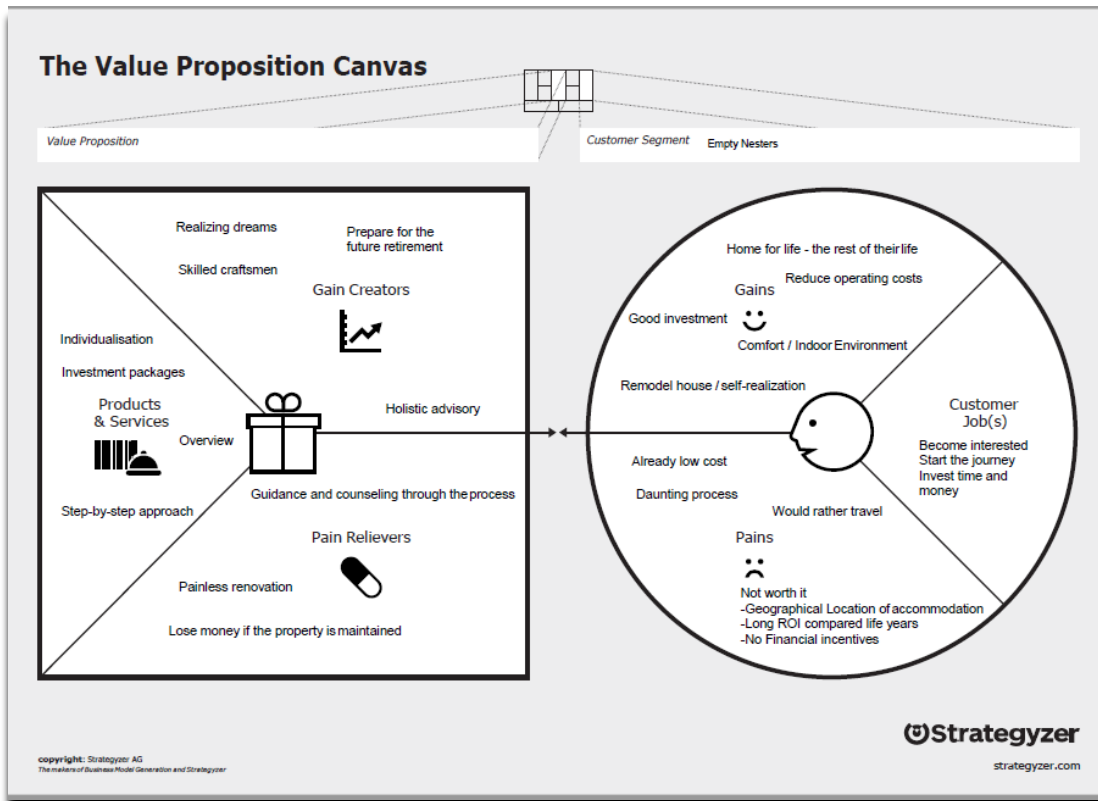 The Value Proposition Canvas
Value Proposition
Customer Segment Empty Nesters
Realizing dreams
Prepare for the
future retirement
Skilled craftsmen
Gain Creators
Individualisation
Investment packages
Products
& Services
Overview
Holistic advisory
Step-by-step approach
Guidance and counseling through the process
Pain Relievers
Painless renovation
Lose money if the property is maintained
Home for life - the rest of their life
Reduce operating costs
Gains
Good investment
Comfort / Indoor Environment
Remodel house / self-realization
Customer
Job(s)
Become interested
Start the journey
Invest time and
money
Already low cost
Daunting process
Would rather travel
Pains
Not worth it
-Geographical Location of accommodation
-Long ROI compared life years
-No Financial incentives
copyright: Strategyzer AG
The makers of Business Model Generation and Strategyzer
Strategyzer
strategyzer.com